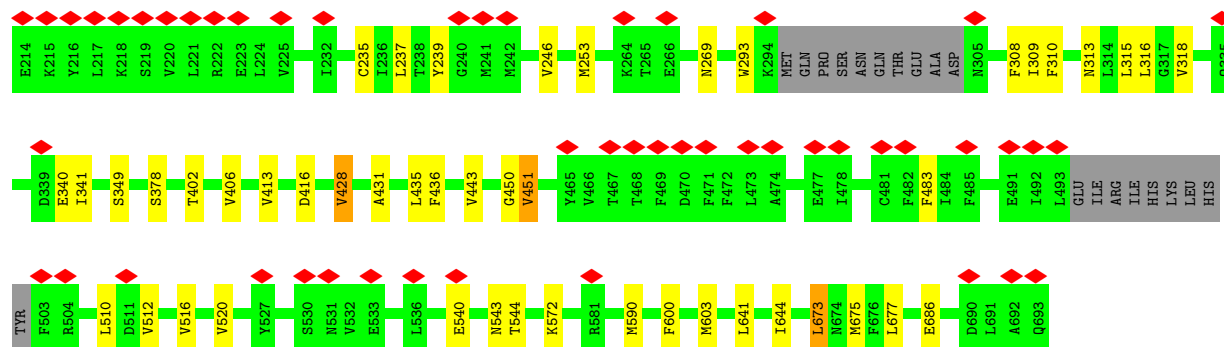 E214 K215 Y216 L217 K218 S219 V220 L221 R222 E223 L224 V225 I232 C235 I236 L237 T238 Y239 G240 M241 M242 V246 M253 K264 T265 E266 N269 W293 K294 MET GLN PRO SER ASN GLN THR GLU ALA ASP N305 F308 I309 F310 N313 L314 L315 L316 G317 V318
D339 E340 I341 S349 S378 T402 V406 V413 D416 V428 A431 L435 F436 V443 G450 V451 Y465 V466 T467 T468 F469 D470 F471 F472 L473 A474 E477 I478 C481 F482 F483 I484 F485 E491 I492 L493 GLU ILE ARG ILE HIS LYS LEU HIS
TYR F503 R504 L510 D511 V512 V516 V520 Y527 S530 N531 V532 E533 L536 E540 N543 T544 K572 R581 M590 F600 M603 L641 I644 L673 N674 M675 F676 L677 E686 D690 L691 A692 Q693